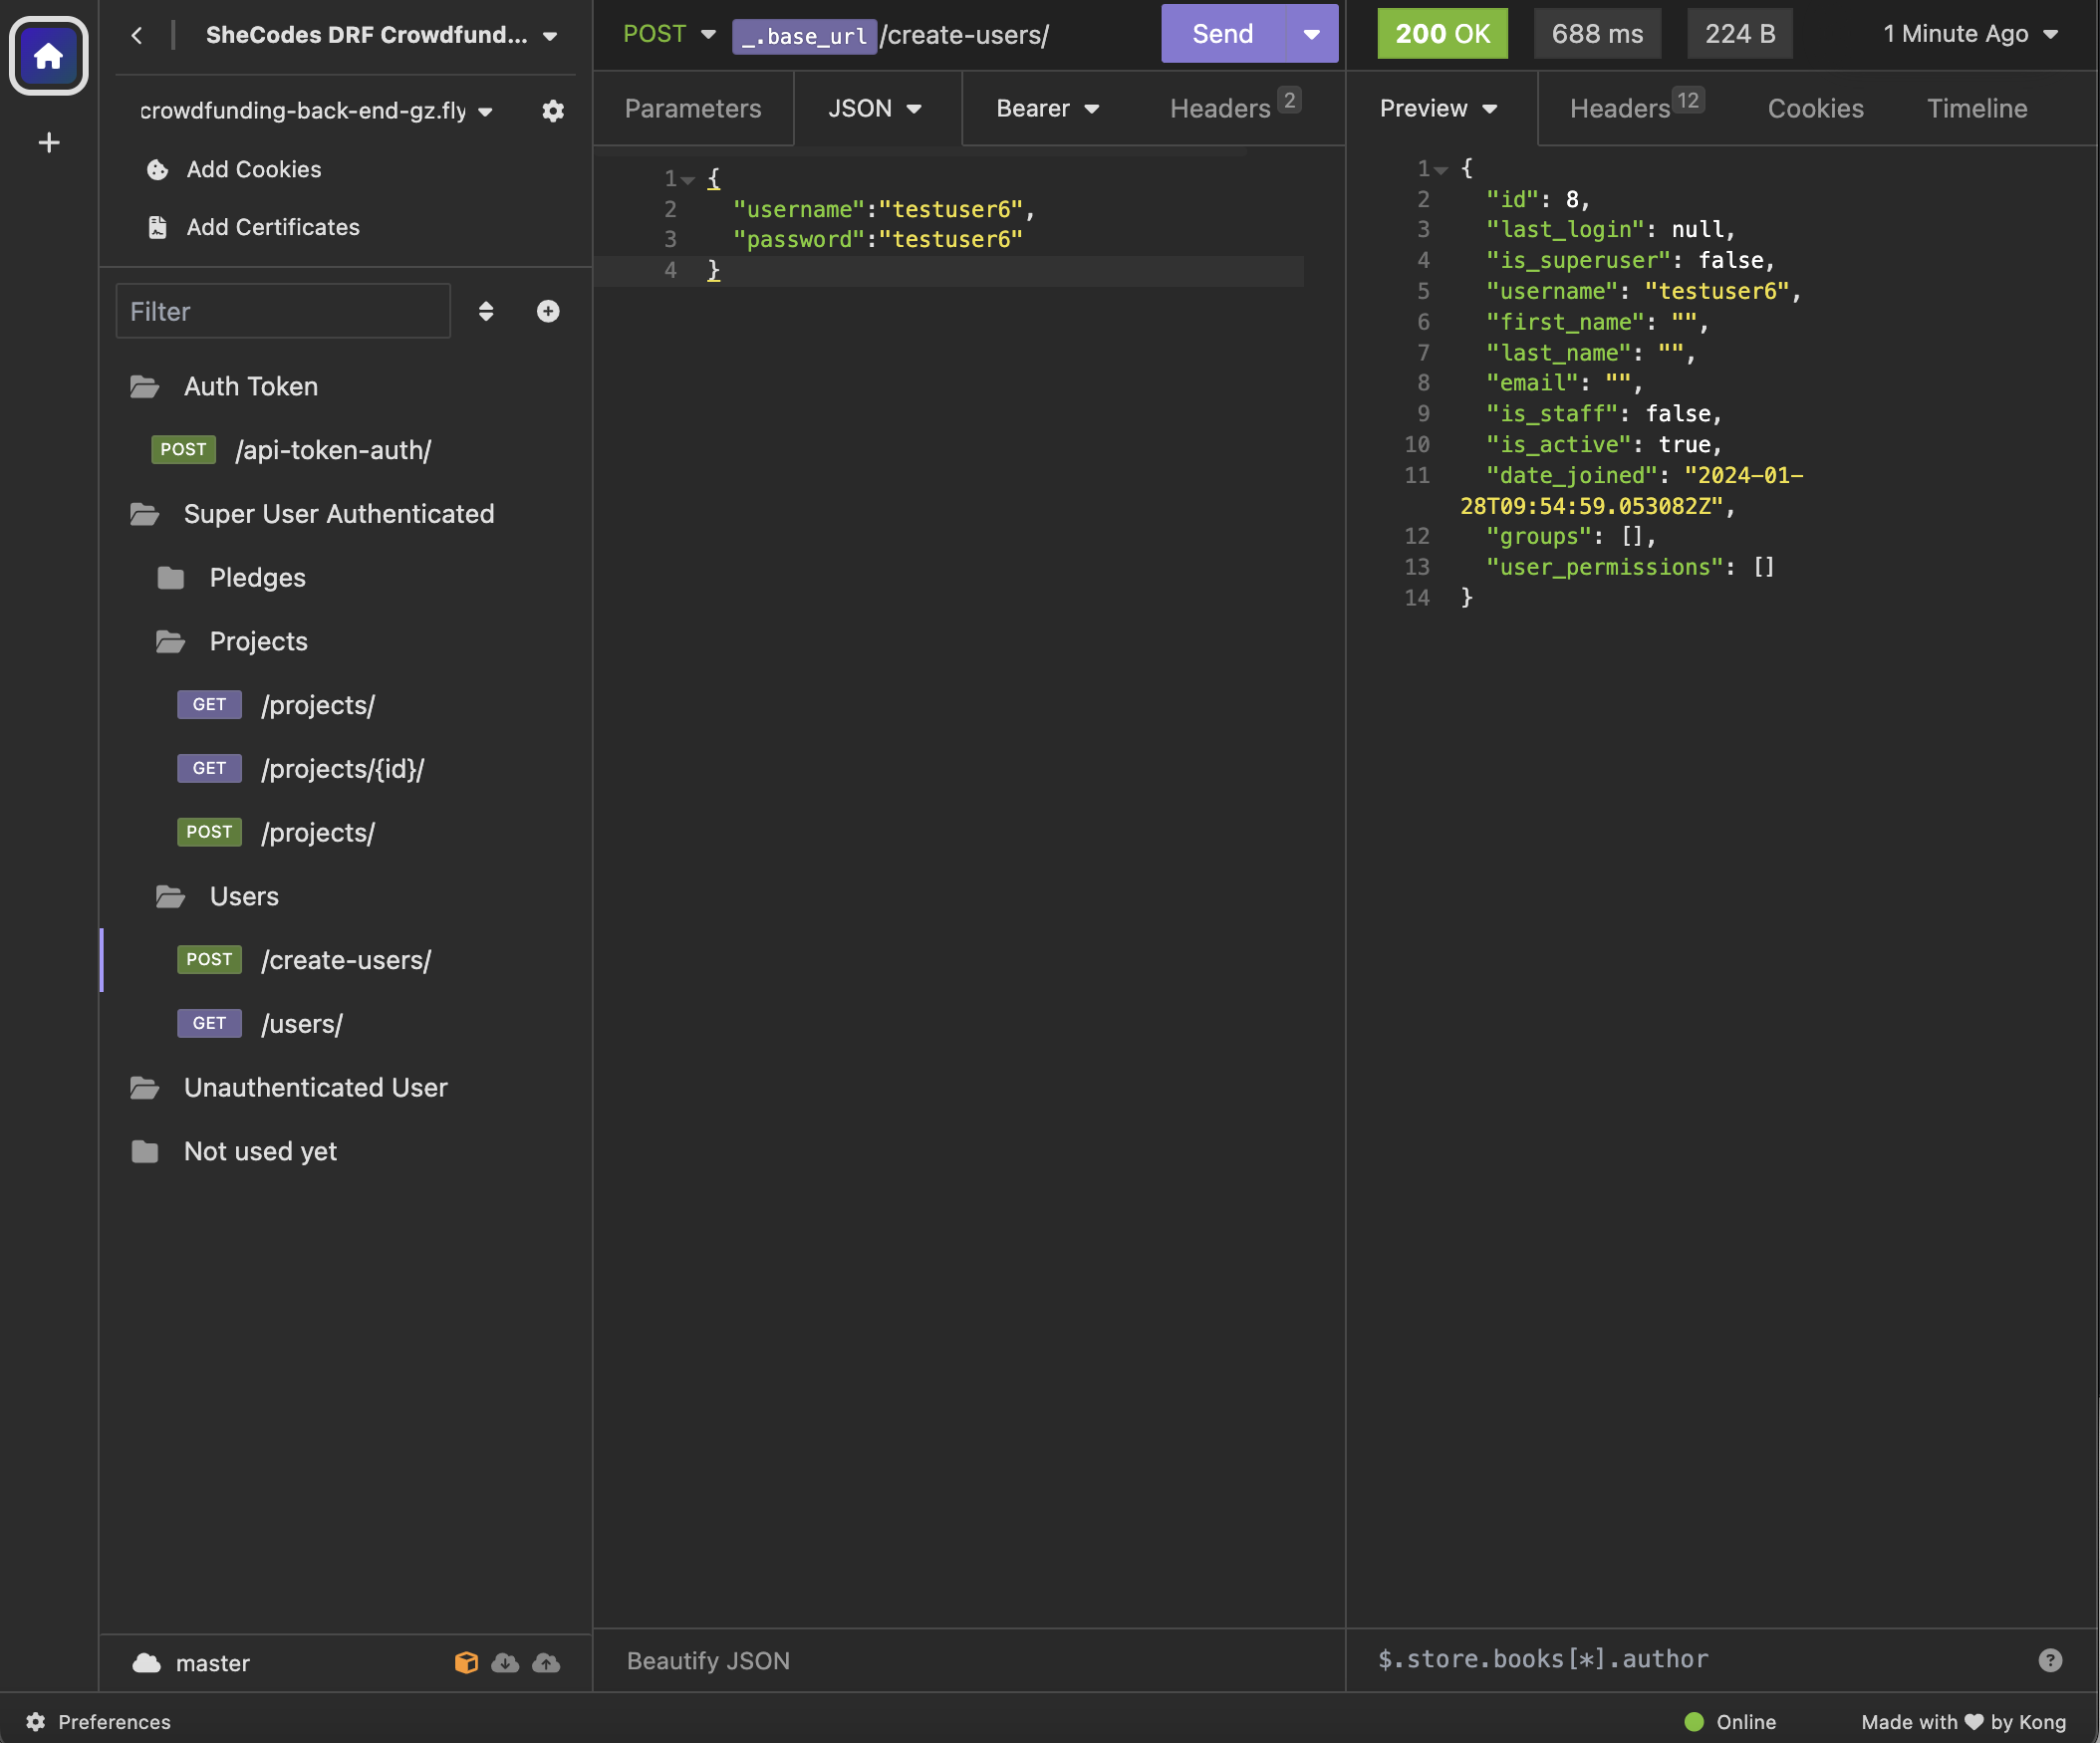 SheCodes DRF Crowdfund...
crowdfunding-back-end-gz.fly
Add Cookies
Add Certificates
Filter
Auth Token
POST /api-token-auth/
Super User Authenticated
Pledges
Projects
GET /projects/
GET /projects/{id}/
POST /projects/
Users
POST /create-users/
GET /users/
Unauthenticated User
Not used yet
master
POST _.base_url/create-users/ Send
Parameters JSON Bearer Headers 2
1 {
2 "username":"testuser6",
3 "password":"testuser6"
4 }
Beautify JSON
200 OK 688 ms 224 B 1 Minute Ago
Preview Headers 12 Cookies Timeline
1 {
2 "id": 8,
3 "last_login": null,
4 "is_superuser": false,
5 "username": "testuser6",
6 "first_name": "",
7 "last_name": "",
8 "email": "",
9 "is_staff": false,
10 "is_active": true,
11 "date_joined": "2024-01-
28T09:54:59.053082Z",
12 "groups": [],
13 "user_permissions": []
14 }
$.store.books[*].author
Preferences
Online
Made with ♥ by Kong